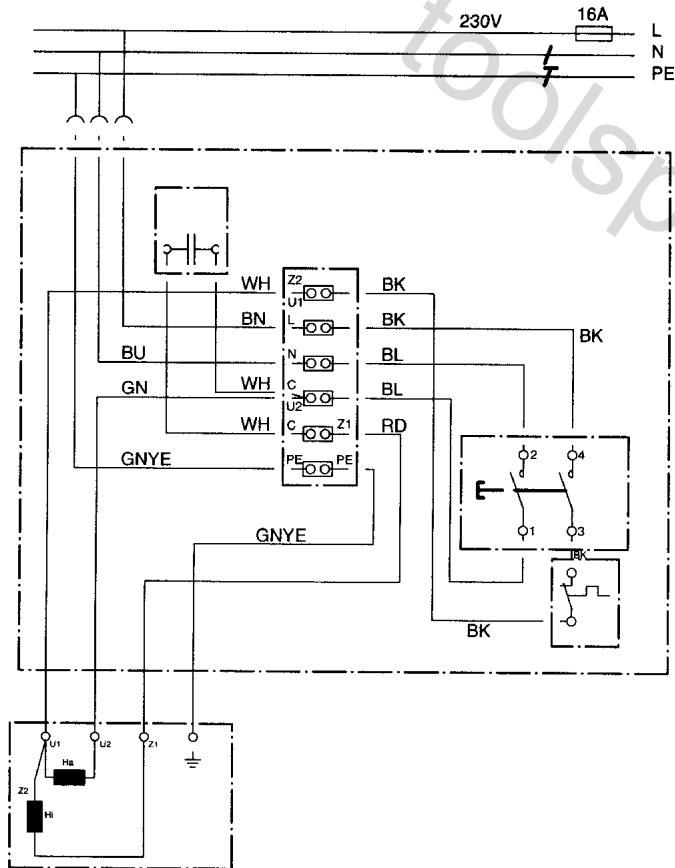 230V 16A L
N
PE
toolsp
WH Z2 U1 BK
BN L BK
BK
BU N BL
WH C
GN U2 BL
WH C Z1 RD
GNYE PE PE
2 4
GNYE
1 3
BK
BK
U1 U2 Z1
Ha
Z2
Hi